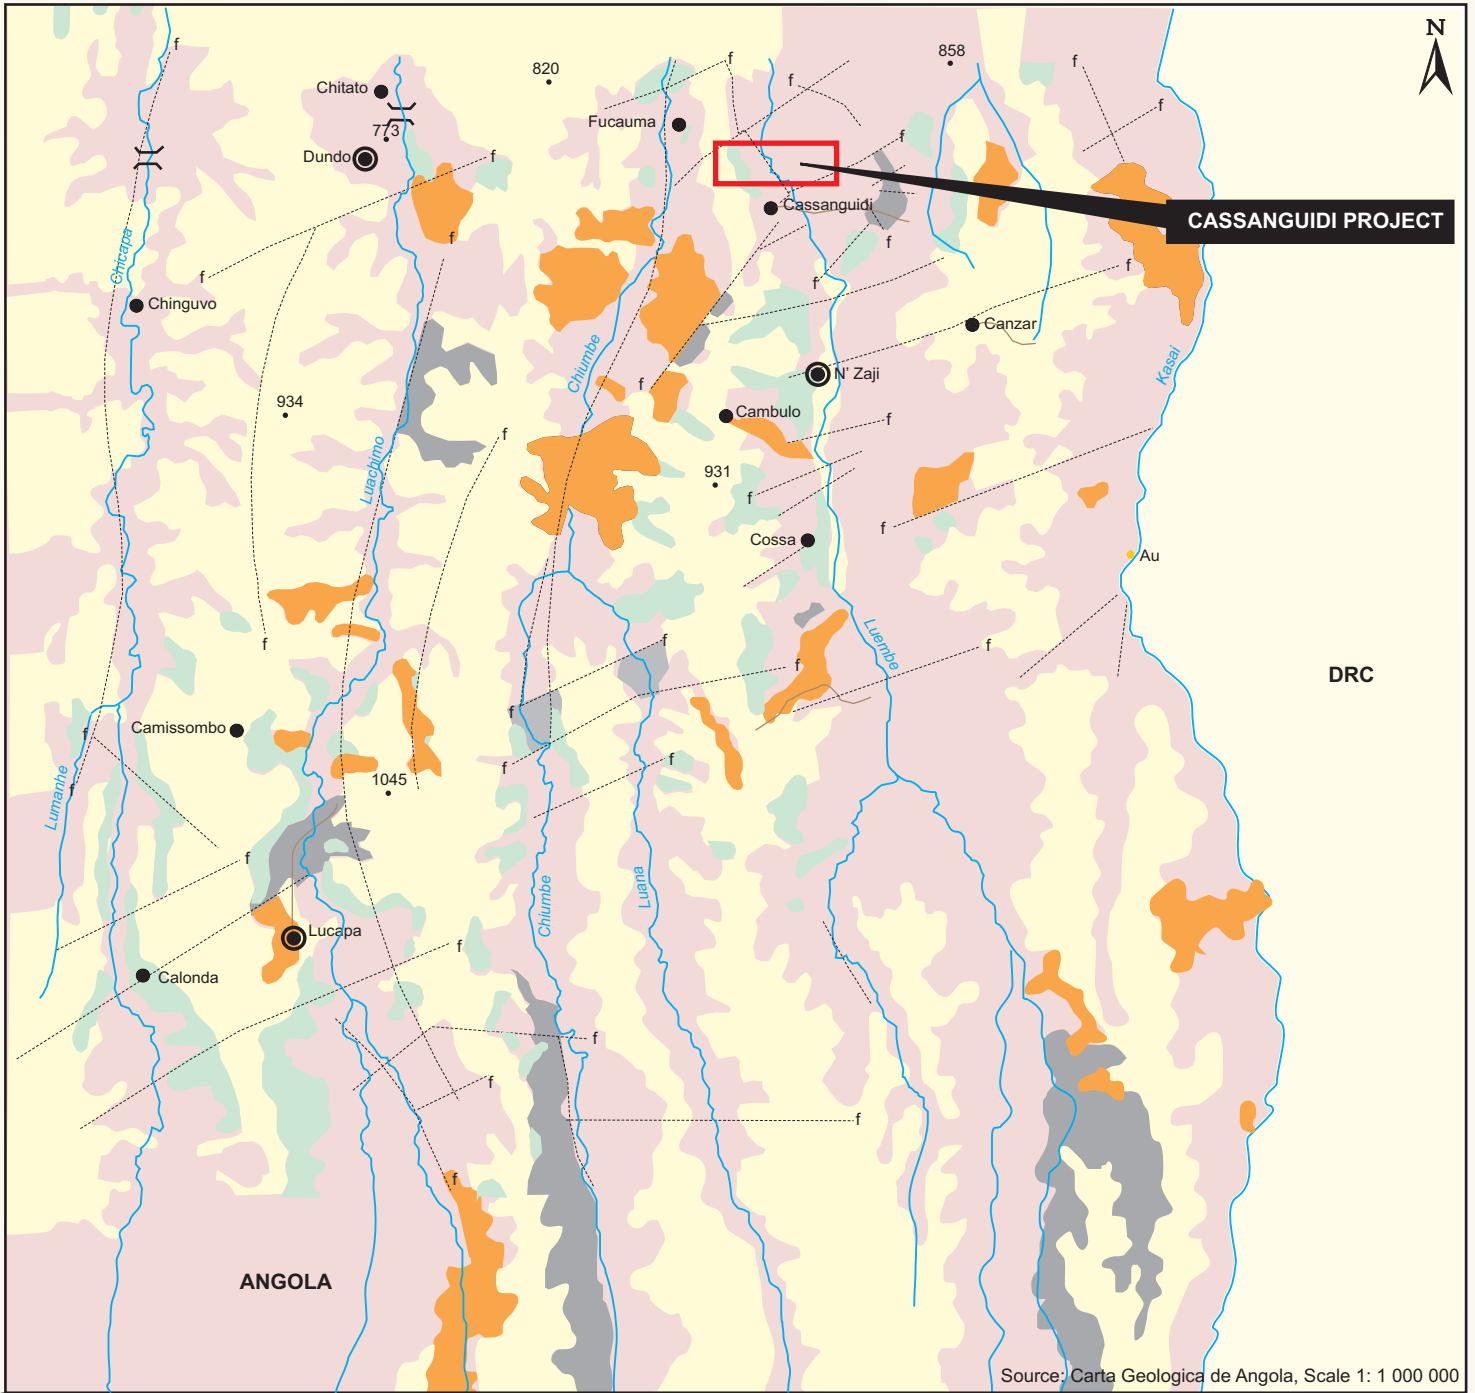 N
f
f
858
820
f
f
Chitato
f
Fucauma
773
f
Dundo
f
Cassanguidi
CASSANGUIDI PROJECT
f
f
Chicapa
f
f
f
Chinguvo
Canzar
Chiumbe
Kasai
N' Zaji
f
934
Cambulo
f
f
Luachimo
931
f
f
Cossa
Au
Luembe
f
f
f
f
DRC
f
Camissombo
f
f
f
1045
f
Lumanhe
f
Luana
Chiumbe
Lucapa
f
Calonda
f
f
f
f
ANGOLA
Source: Carta Geologica de Angola, Scale 1: 1 000 000